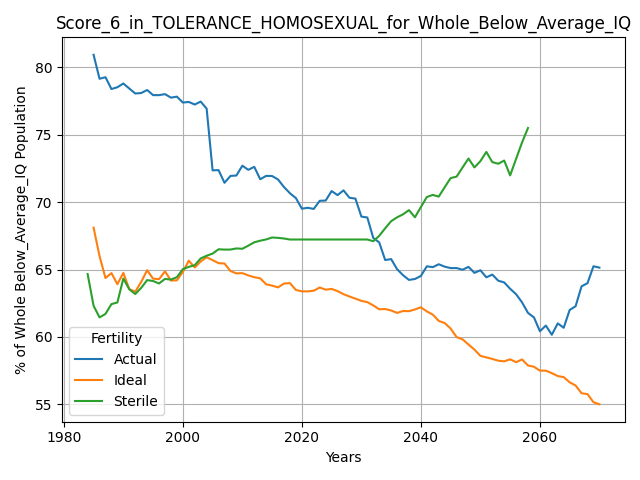 Score_6_in_TOLERANCE_HOMOSEXUAL_for_Whole_Below_Average_IQ
% of Whole Below_Average_IQ Population
80
75
70
65
60
55
Fertility
Actual
Ideal
Sterile
1980 2000 2020 2040 2060
Years